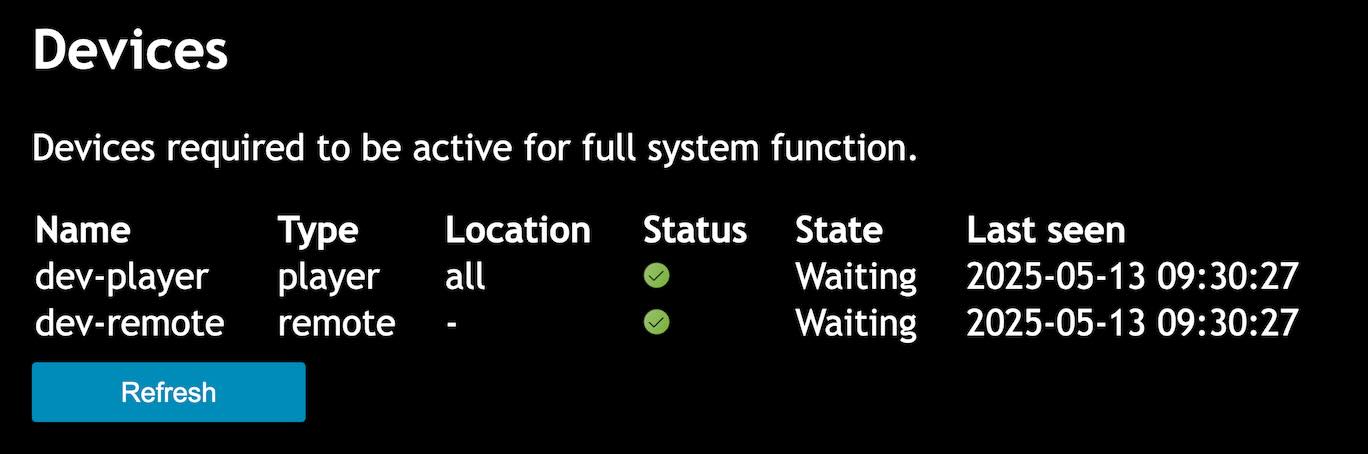 Devices
Devices required to be active for full system function.
Name Type Location Status State Last seen
dev-player player all Waiting 2025-05-13 09:30:27
dev-remote remote - Waiting 2025-05-13 09:30:27
Refresh